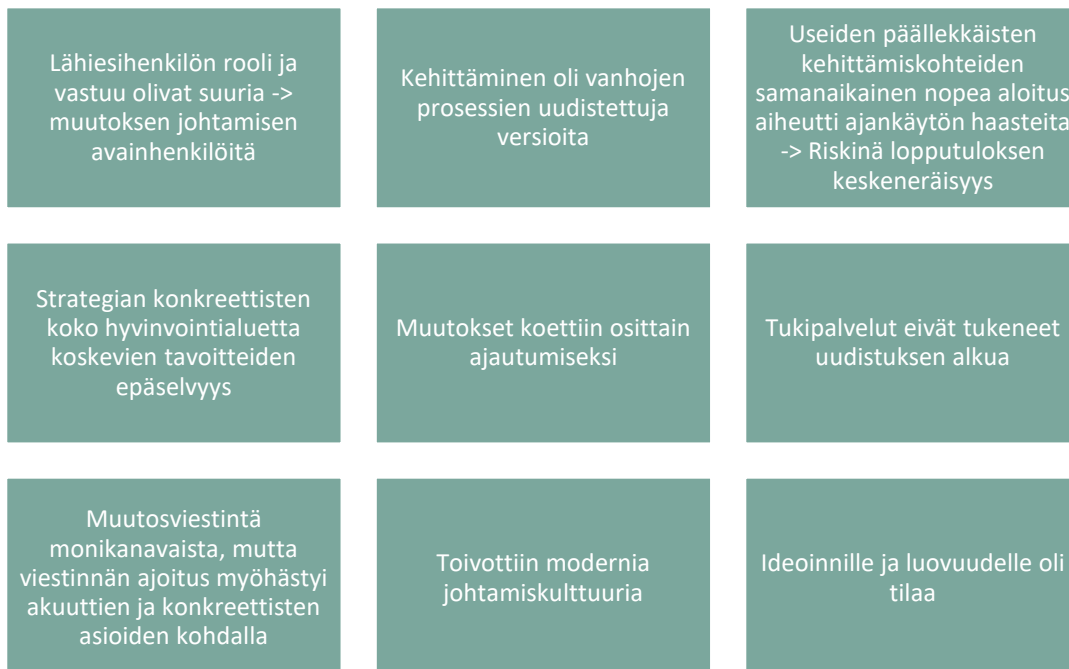 Lähiesihenkilön rooli ja
vastuu olivat suuria ->
muutoksen johtamisen
avainhenkilöitä
Kehittäminen oli vanhojen
prosessien uudistettuja
versioita
Useiden päällekkäisten
kehittämiskohteiden
samanaikainen nopea aloitus
aiheutti ajankäytön haasteita
-> Riskinä lopputuloksen
keskeneräisyys
Strategian konkreettisten
koko hyvinvointialuetta
koskevien tavoitteiden
epäselvyys
Muutokset koettiin osittain
ajautumiseksi
Tukipalvelut eivät tukeneet
uudistuksen alkua
Muutosviestintä
monikanavaista, mutta
viestinnän ajoitus myöhästyi
akuuttien ja konkreettisten
asioiden kohdalla
Toivottiin modernia
johtamiskulttuuria
Ideoinnille ja luovuudelle oli
tilaa